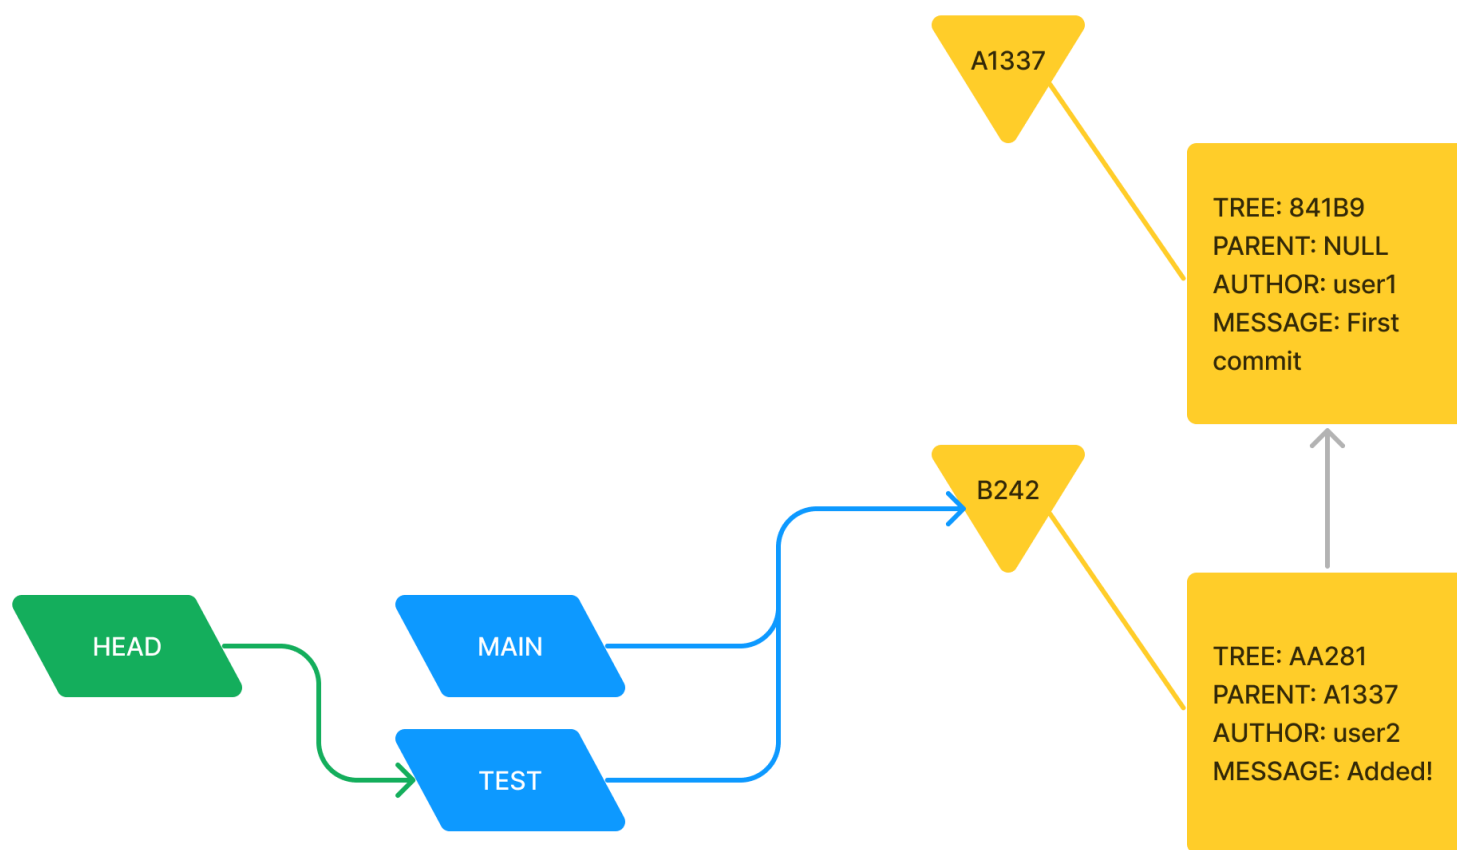 A1337
TREE: 841B9
PARENT: NULL
AUTHOR: user1
MESSAGE: First
commit
B242
HEAD
MAIN
TREE: AA281
PARENT: A1337
AUTHOR: user2
MESSAGE: Added!
TEST